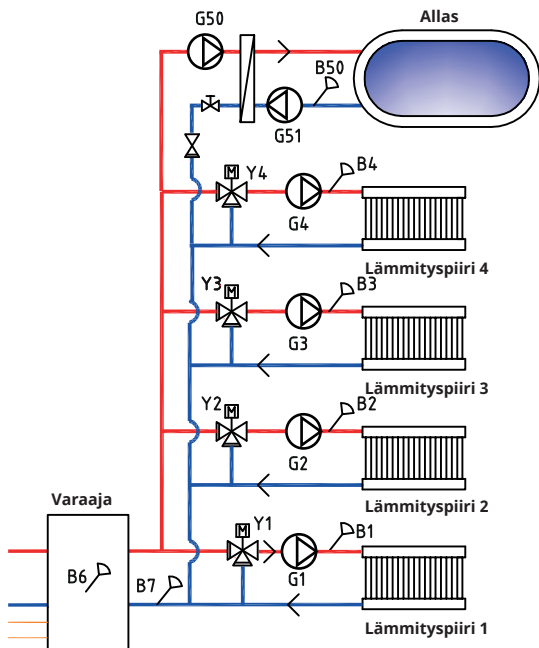 G50
Allas
B50
G51
M
Y4
B4
G4
Lämmityspiiri 4
Y3
M
B3
G3
Lämmityspiiri 3
Y2
M
B2
G2
Lämmityspiiri 2
Varaaja
Y1
M
B1
G1
B6
B7
Lämmityspiiri 1